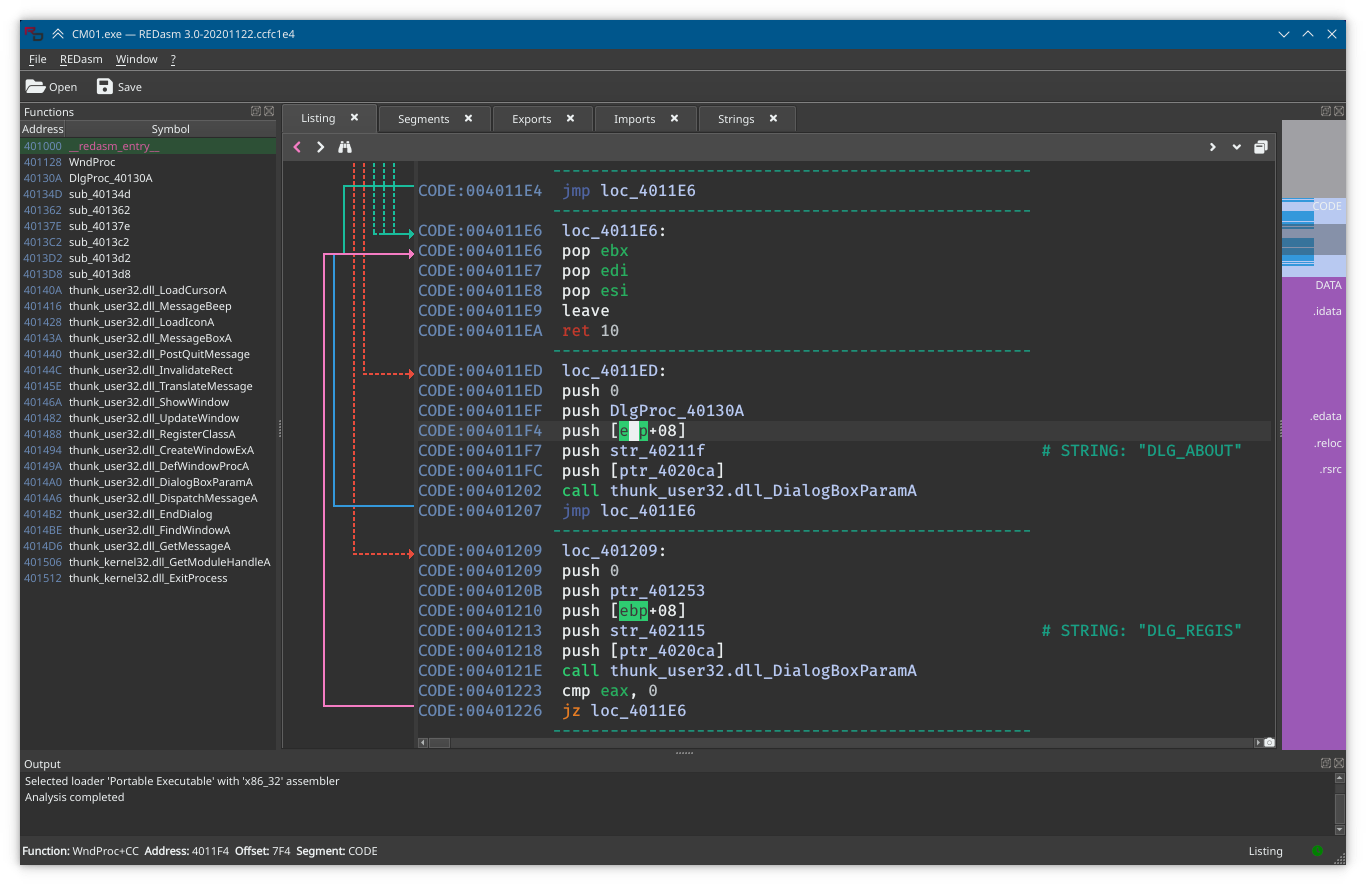 CM01.exe — REDasm 3.0-20201122.ccfc1e4
File REDasm Window ?
Open Save
Functions
Address Symbol
401000 __redasm_entry__
401128 WndProc
40130A DlgProc_40130A
40134D sub_40134d
401362 sub_401362
40137E sub_40137e
4013C2 sub_4013c2
4013D2 sub_4013d2
4013D8 sub_4013d8
40140A thunk_user32.dll_LoadCursorA
401416 thunk_user32.dll_MessageBeep
401428 thunk_user32.dll_LoadIconA
40143A thunk_user32.dll_MessageBoxA
401440 thunk_user32.dll_PostQuitMessage
40144C thunk_user32.dll_InvalidateRect
40145E thunk_user32.dll_TranslateMessage
40146A thunk_user32.dll_ShowWindow
401482 thunk_user32.dll_UpdateWindow
401488 thunk_user32.dll_RegisterClassA
401494 thunk_user32.dll_CreateWindowExA
40149A thunk_user32.dll_DefWindowProcA
4014A0 thunk_user32.dll_DialogBoxParamA
4014A6 thunk_user32.dll_DispatchMessageA
4014B2 thunk_user32.dll_EndDialog
4014BE thunk_user32.dll_FindWindowA
4014D6 thunk_user32.dll_GetMessageA
401506 thunk_kernel32.dll_GetModuleHandleA
401512 thunk_kernel32.dll_ExitProcess
Listing Segments Exports Imports Strings
CODE:004011E4 jmp loc_4011E6
CODE:004011E6 loc_4011E6:
CODE:004011E6 pop ebx
CODE:004011E7 pop edi
CODE:004011E8 pop esi
CODE:004011E9 leave
CODE:004011EA ret 10
CODE:004011ED loc_4011ED:
CODE:004011ED push 0
CODE:004011EF push DlgProc_40130A
CODE:004011F4 push [e p+08]
CODE:004011F7 push str_40211f # STRING: "DLG_ABOUT"
CODE:004011FC push [ptr_4020ca]
CODE:00401202 call thunk_user32.dll_DialogBoxParamA
CODE:00401207 jmp loc_4011E6
CODE:00401209 loc_401209:
CODE:00401209 push 0
CODE:0040120B push ptr_401253
CODE:00401210 push [ebp+08]
CODE:00401213 push str_402115 # STRING: "DLG_REGIS"
CODE:00401218 push [ptr_4020ca]
CODE:0040121E call thunk_user32.dll_DialogBoxParamA
CODE:00401223 cmp eax, 0
CODE:00401226 jz loc_4011E6
CODE
DATA
.idata
.edata
.reloc
.rsrc
Output
Selected loader 'Portable Executable' with 'x86_32' assembler
Analysis completed
Function: WndProc+CC Address: 4011F4 Offset: 7F4 Segment: CODE
Listing